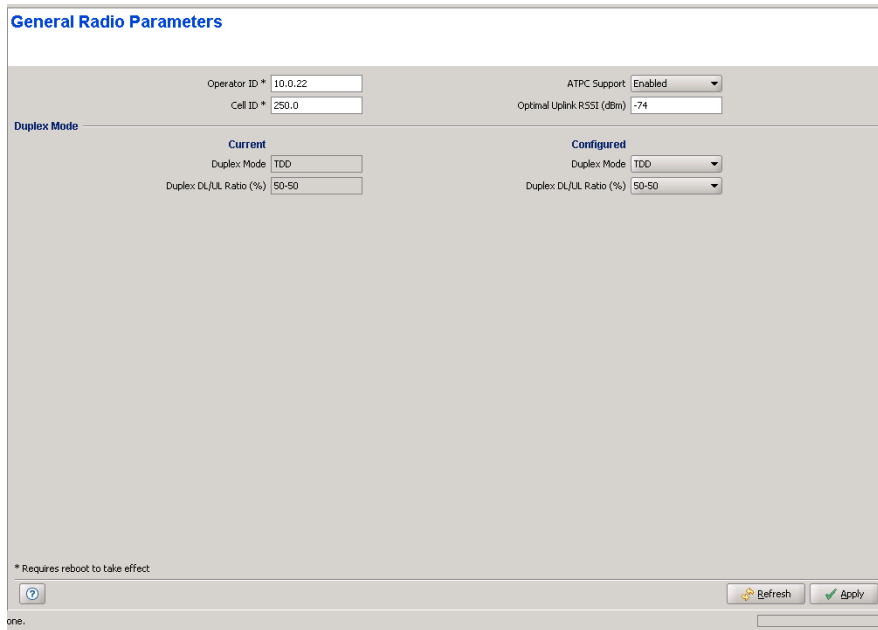 General Radio Parameters
Operator ID * 10.0.22 ATPC Support Enabled
Cell ID * 250.0 Optimal Uplink RSSI (dBm) -74
Duplex Mode
Current Configured
Duplex Mode TDD Duplex Mode TDD
Duplex DL/UL Ratio (%) 50-50 Duplex DL/UL Ratio (%) 50-50
* Requires reboot to take effect
? Refresh Apply
one.